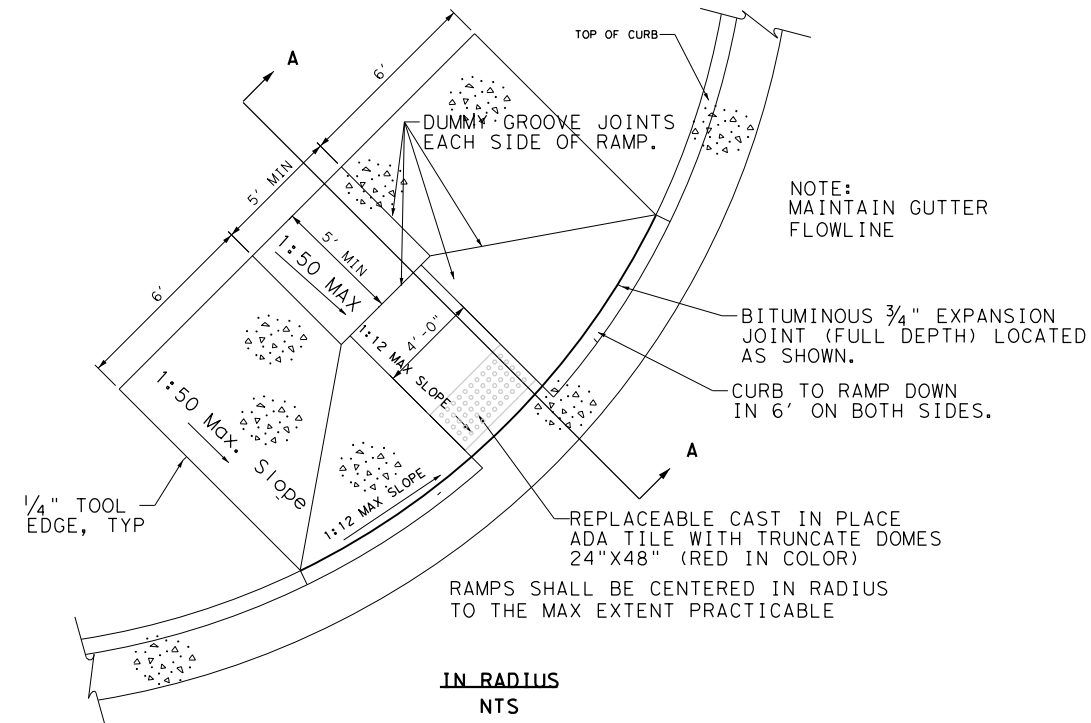 TOP OF CURB
A
6'
DUMMY GROOVE JOINTS
EACH SIDE OF RAMP.
5' MIN
NOTE:
MAINTAIN GUTTER
FLOWLINE
5' MIN
1:50 MAX
6'
BITUMINOUS 3/4" EXPANSION
JOINT (FULL DEPTH) LOCATED
AS SHOWN.
4'-0"
1:12 MAX SLOPE
CURB TO RAMP DOWN
IN 6' ON BOTH SIDES.
1:50 Max. Slope
A
1:12 MAX SLOPE
1/4" TOOL
EDGE, TYP
REPLACEABLE CAST IN PLACE
ADA TILE WITH TRUNCATE DOMES
24"X48" (RED IN COLOR)
RAMPS SHALL BE CENTERED IN RADIUS
TO THE MAX EXTENT PRACTICABLE
IN RADIUS
NTS